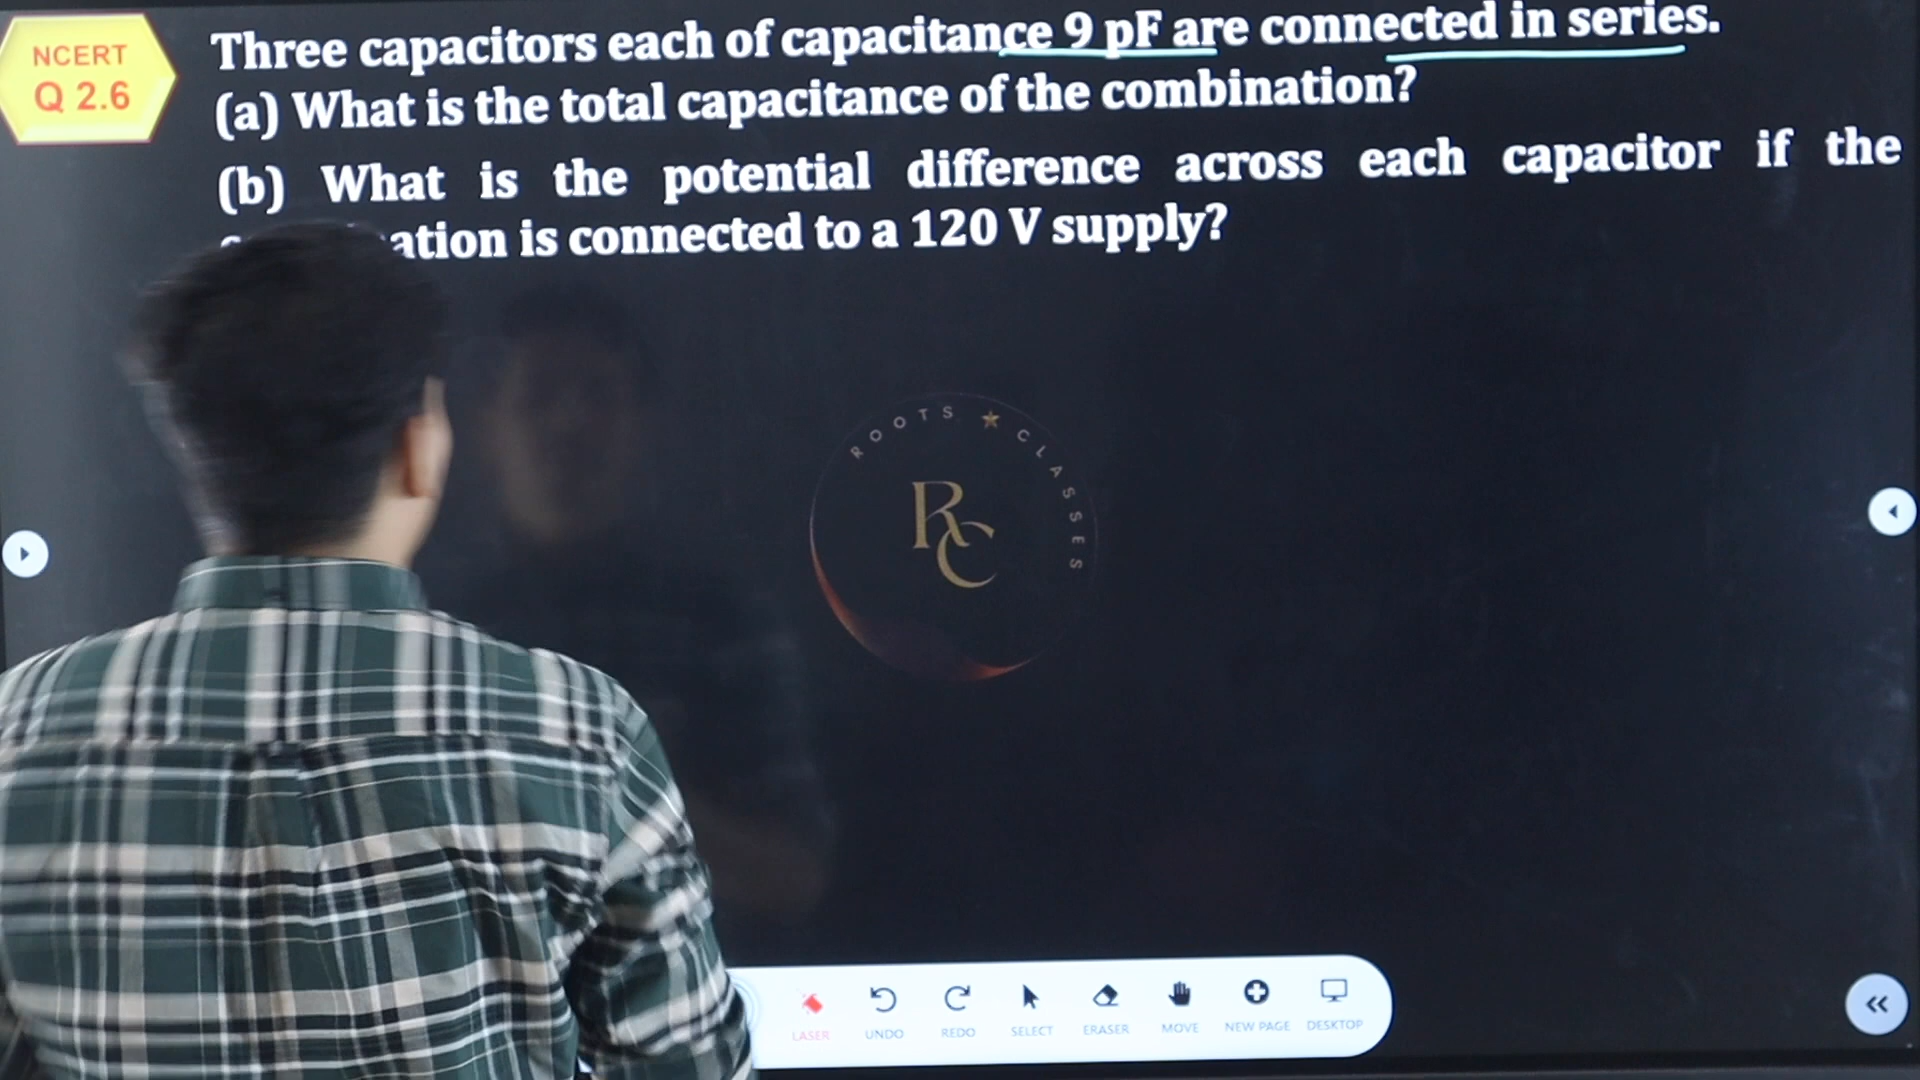 NCERT
Q 2.6
Three capacitors each of capacitance 9 pF are connected in series.
(a) What is the total capacitance of the combination?
(b) What is the potential difference across each capacitor if the
is connected to a 120 V supply?
ROOTS ★ CLASSES
RC
LASER UNDO REDO SELECT ERASER MOVE NEW PAGE DESKTOP